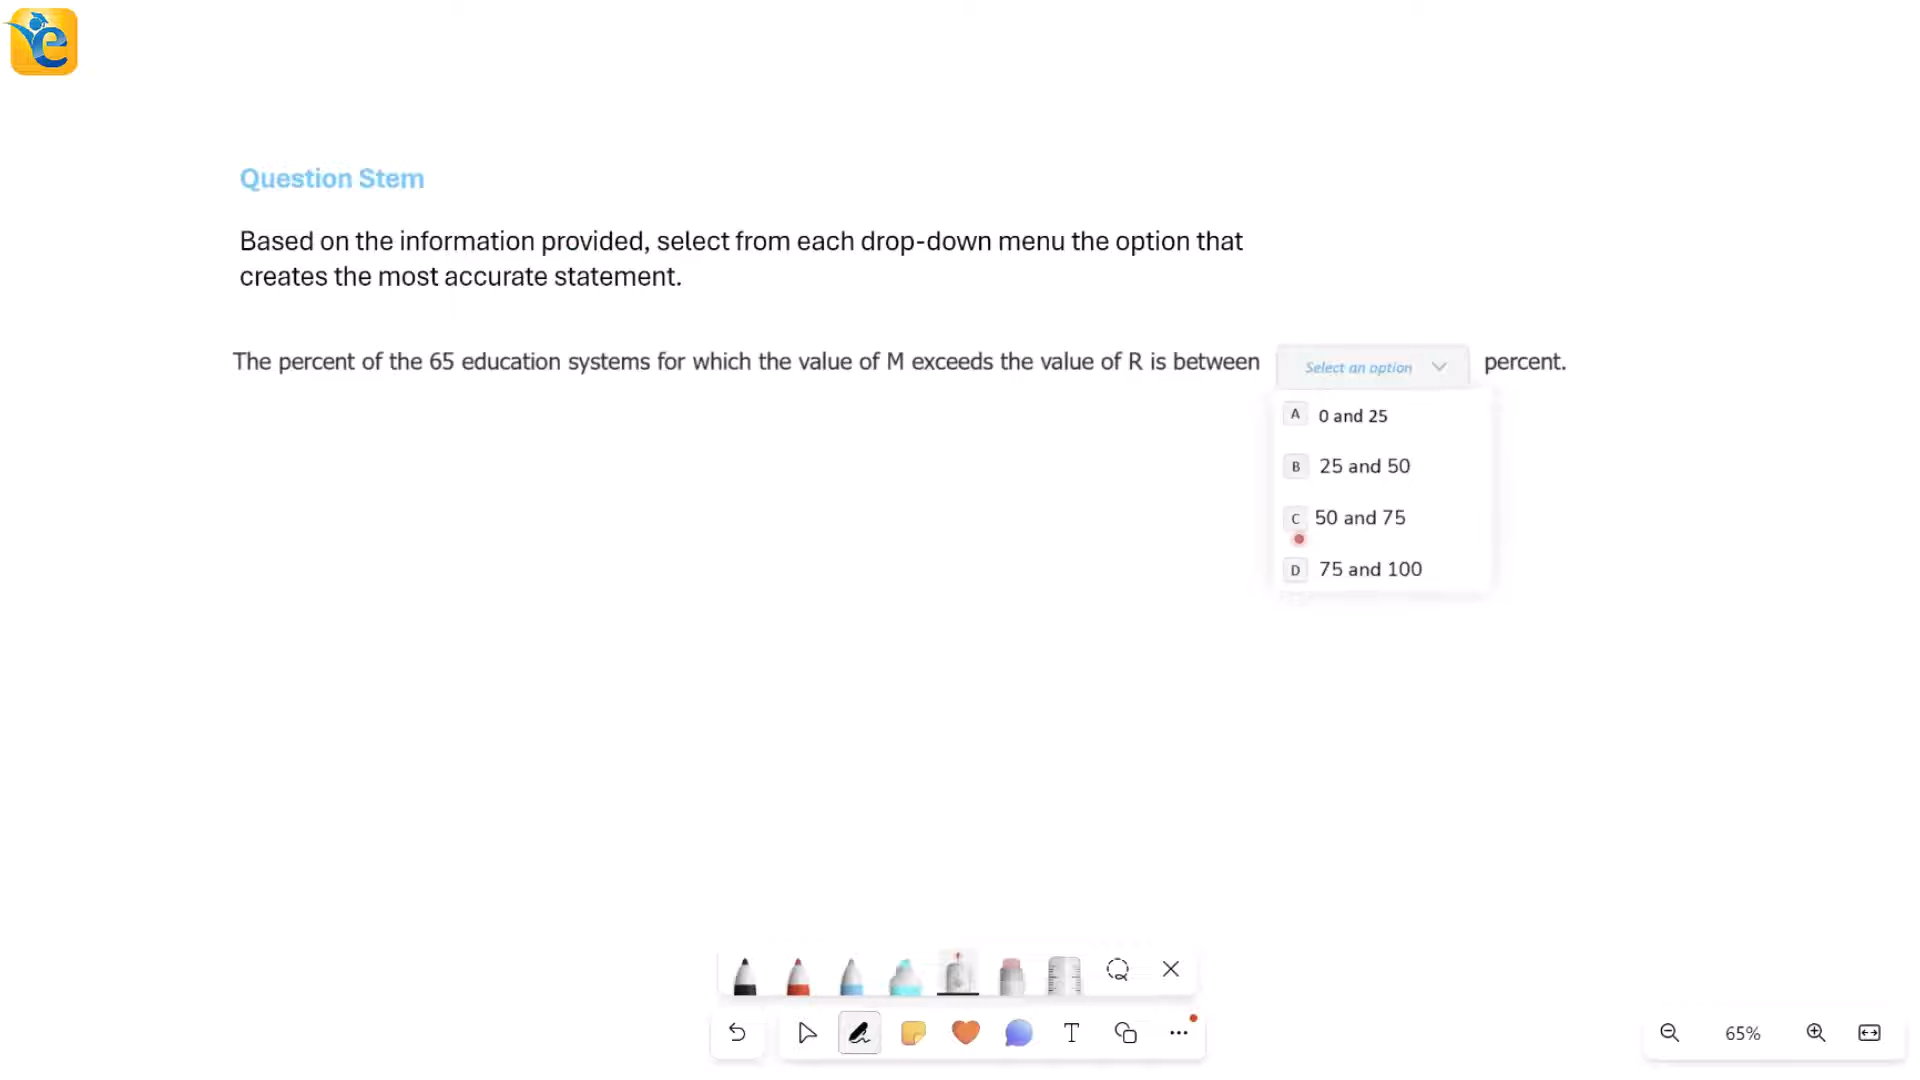 e
Question Stem
Based on the information provided, select from each drop-down menu the option that
creates the most accurate statement.
The percent of the 65 education systems for which the value of M exceeds the value of R is between Select an option percent.
A 0 and 25
B 25 and 50
C 50 and 75
D 75 and 100
T
65%